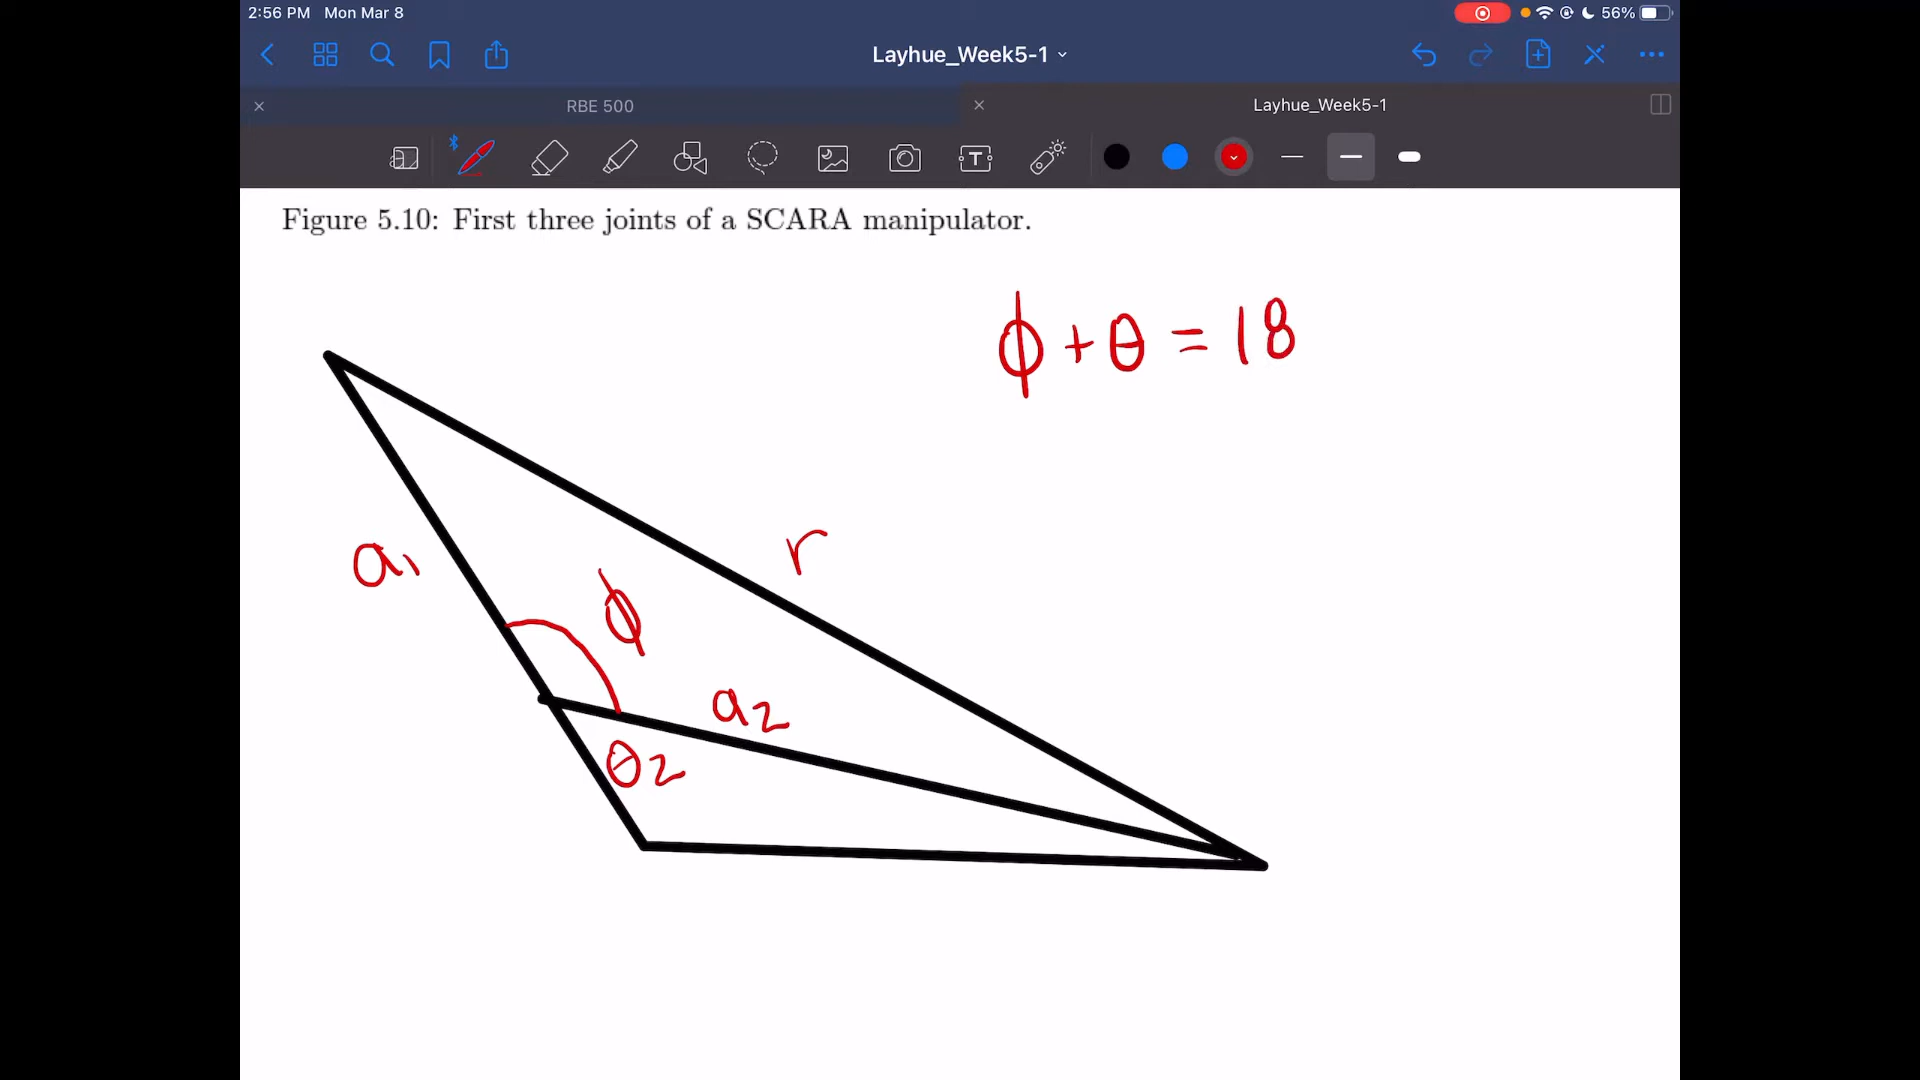 2:56 PM Mon Mar 8
56%
Layhue_Week5-1
RBE 500
Layhue_Week5-1
T
Figure 5.10: First three joints of a SCARA manipulator.
ϕ + θ = 18
r
a₁
ϕ
a₂
θ₂